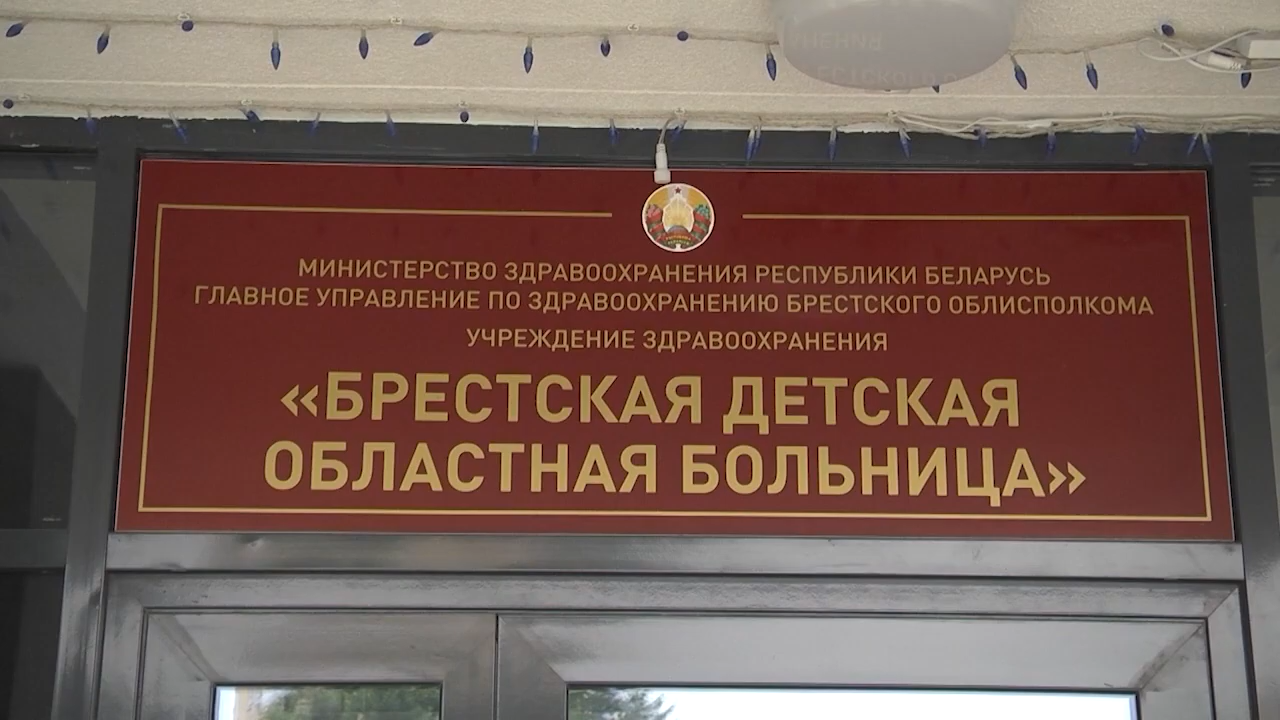 МИНИСТЕРСТВО ЗДРАВООХРАНЕНИЯ РЕСПУБЛИКИ БЕЛАРУСЬ
ГЛАВНОЕ УПРАВЛЕНИЕ ПО ЗДРАВООХРАНЕНИЮ БРЕСТСКОГО ОБЛИСПОЛКОМА
УЧРЕЖДЕНИЕ ЗДРАВООХРАНЕНИЯ
«БРЕСТСКАЯ ДЕТСКАЯ
ОБЛАСТНАЯ БОЛЬНИЦА»